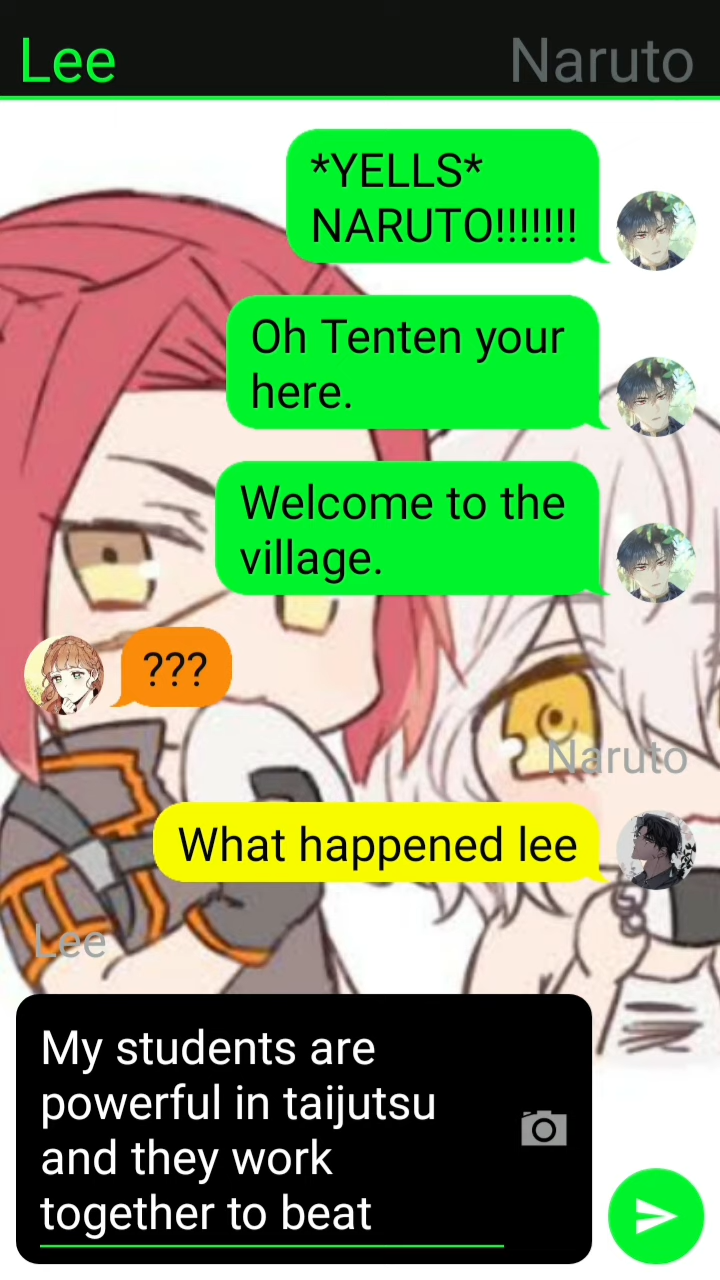 Lee Naruto
*YELLS*
NARUTO!!!!!!!
Oh Tenten your
here.
Welcome to the
village.
???
Naruto
What happened lee
Lee
My students are
powerful in taijutsu
and they work
together to beat